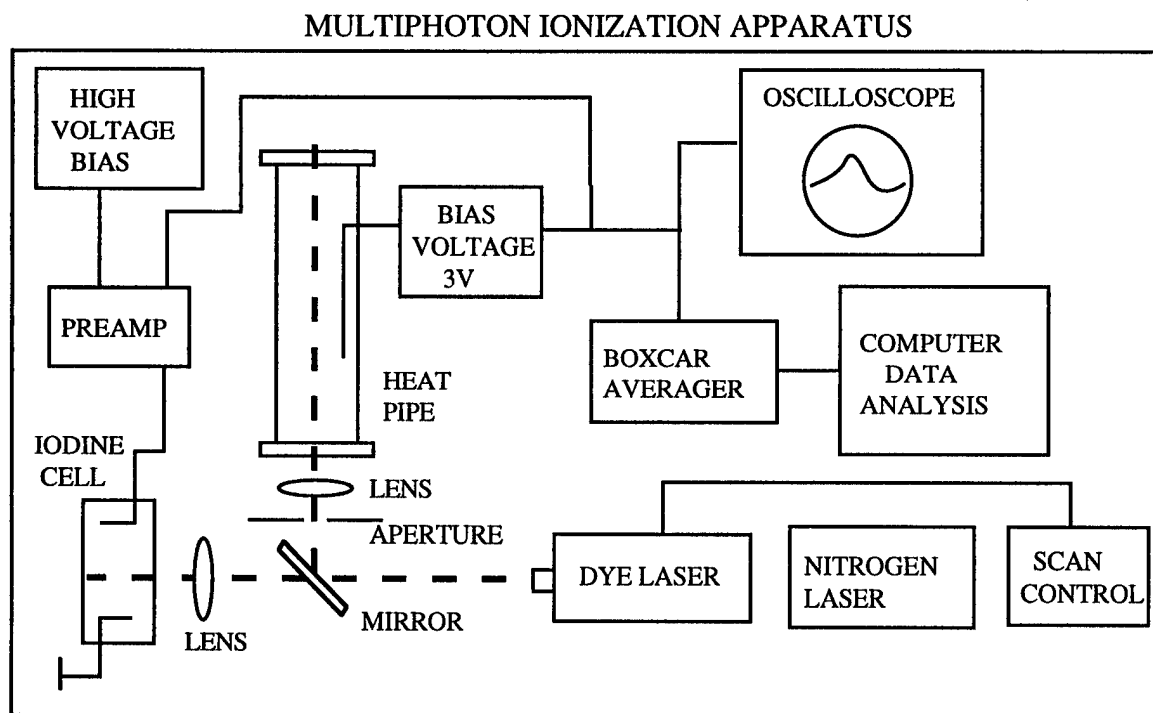 MULTIPHOTON IONIZATION APPARATUS
HIGH
VOLTAGE
BIAS
OSCILLOSCOPE
BIAS
VOLTAGE
3V
PREAMP
BOXCAR
AVERAGER
COMPUTER
DATA
ANALYSIS
HEAT
PIPE
IODINE
CELL
LENS
APERTURE
DYE LASER
NITROGEN
LASER
SCAN
CONTROL
MIRROR
LENS